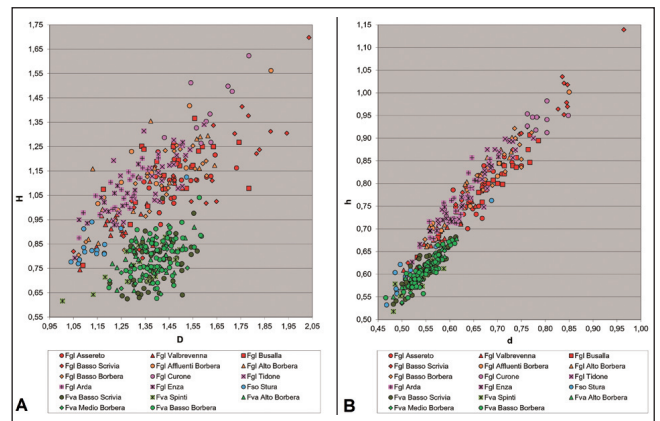 1,75
1,65
1,55
1,45
1,35
1,25
1,15
1,05
0,95
0,85
0,75
0,65
0,55
H
0,95 1,05 1,15 1,25 1,35 1,45 1,55 1,65 1,75 1,85 1,95 2,05
D
Fgl Assereto Fgl Valbrevenna Fgl Busalla
Fgl Basso Scrivia Fgl Affluenti Borbera Fgl Alto Borbera
Fgl Basso Borbera Fgl Curone Fgl Tidone
Fgl Arda Fgl Enza Fso Stura
Fva Basso Scrivia Fva Spinti Fva Alto Borbera
Fva Medio Borbera Fva Basso Borbera
A
1,15
1,10
1,05
1,00
0,95
0,90
0,85
0,80
0,75
0,70
0,65
0,60
0,55
0,50
h
0,45 0,50 0,55 0,60 0,65 0,70 0,75 0,80 0,85 0,90 0,95 1,00
d
Fgl Assereto Fgl Valbrevenna Fgl Busalla
Fgl Basso Scrivia Fgl Affluenti Borbera Fgl Alto Borbera
Fgl Basso Borbera Fgl Curone Fgl Tidone
Fgl Arda Fgl Enza Fso Stura
Fva Basso Scrivia Fva Spinti Fva Alto Borbera
Fva Medio Borbera Fva Basso Borbera
B